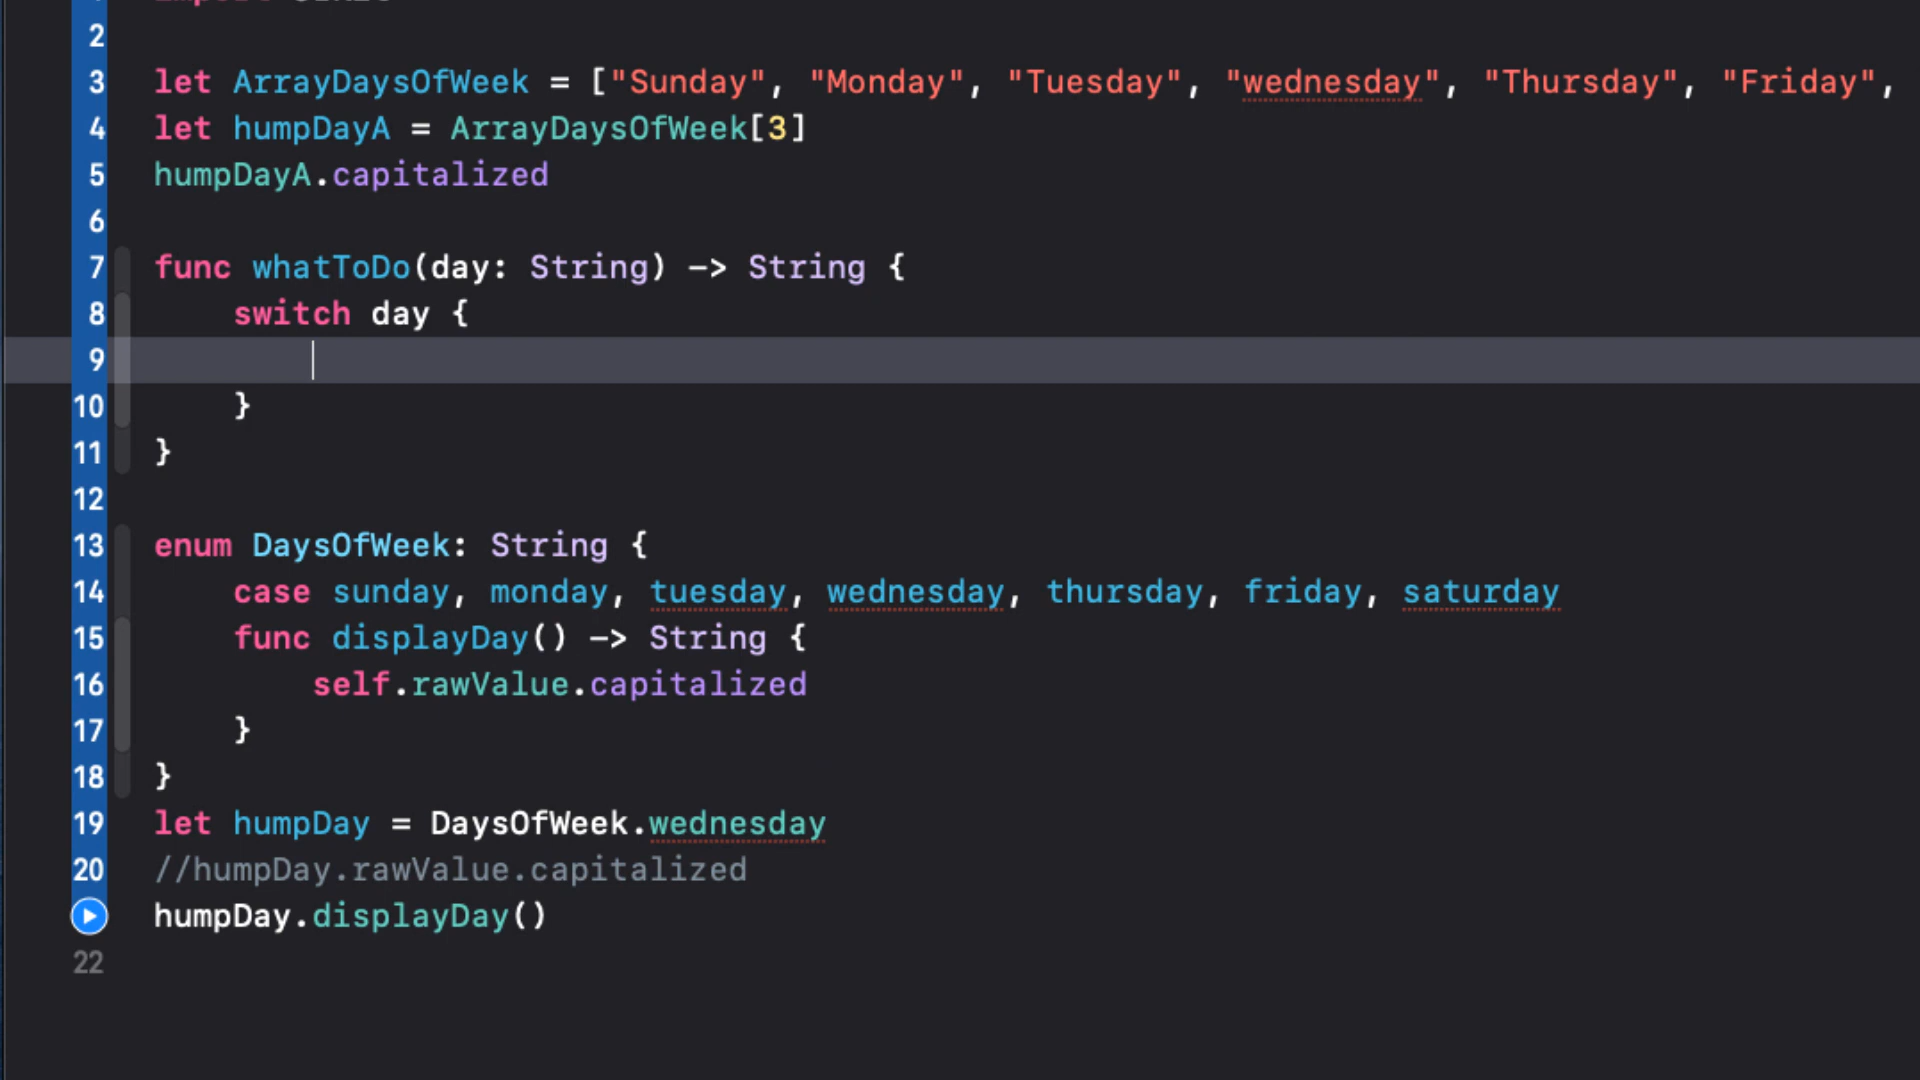 2
3 let ArrayDaysOfWeek = ["Sunday", "Monday", "Tuesday", "wednesday", "Thursday", "Friday",
4 let humpDayA = ArrayDaysOfWeek[3]
5 humpDayA.capitalized
6
7 func whatToDo(day: String) -> String {
8 switch day {
9
10 }
11 }
12
13 enum DaysOfWeek: String {
14 case sunday, monday, tuesday, wednesday, thursday, friday, saturday
15 func displayDay() -> String {
16 self.rawValue.capitalized
17 }
18 }
19 let humpDay = DaysOfWeek.wednesday
20 //humpDay.rawValue.capitalized
humpDay.displayDay()
22